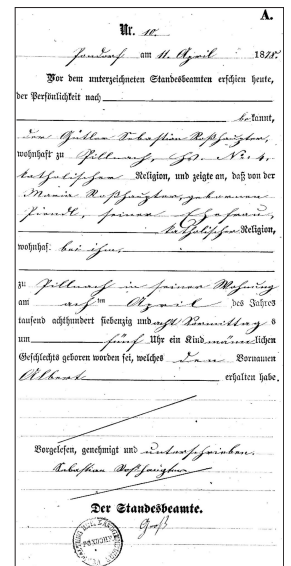 A.
Nr. 10.
Pondorf am 11. April 1878.
Vor dem unterzeichneten Standesbeamten erschien heute,
der Persönlichkeit nach
bekannt,
der Gütler Sebastian Roßhaupter,
wohnhaft zu Pillnach, Hs. No. 4,
katholischer Religion, und zeigte an, daß von der
Maria Roßhaupter, geborenen
Piendl, seiner Ehefrau,
katholischer Religion,
wohnhaft bei ihm,
zu Pillnach in seiner Wohnung
am achten April des Jahres
tausend achthundert siebenzig und acht Vormittags
um fünf Uhr ein Kind männlichen
Geschlechts geboren worden sei, welches den Vornamen
Albert erhalten habe.
Vorgelesen, genehmigt und unterschrieben.
Sebastian Roßhaupter
Der Standesbeamte.
Groß